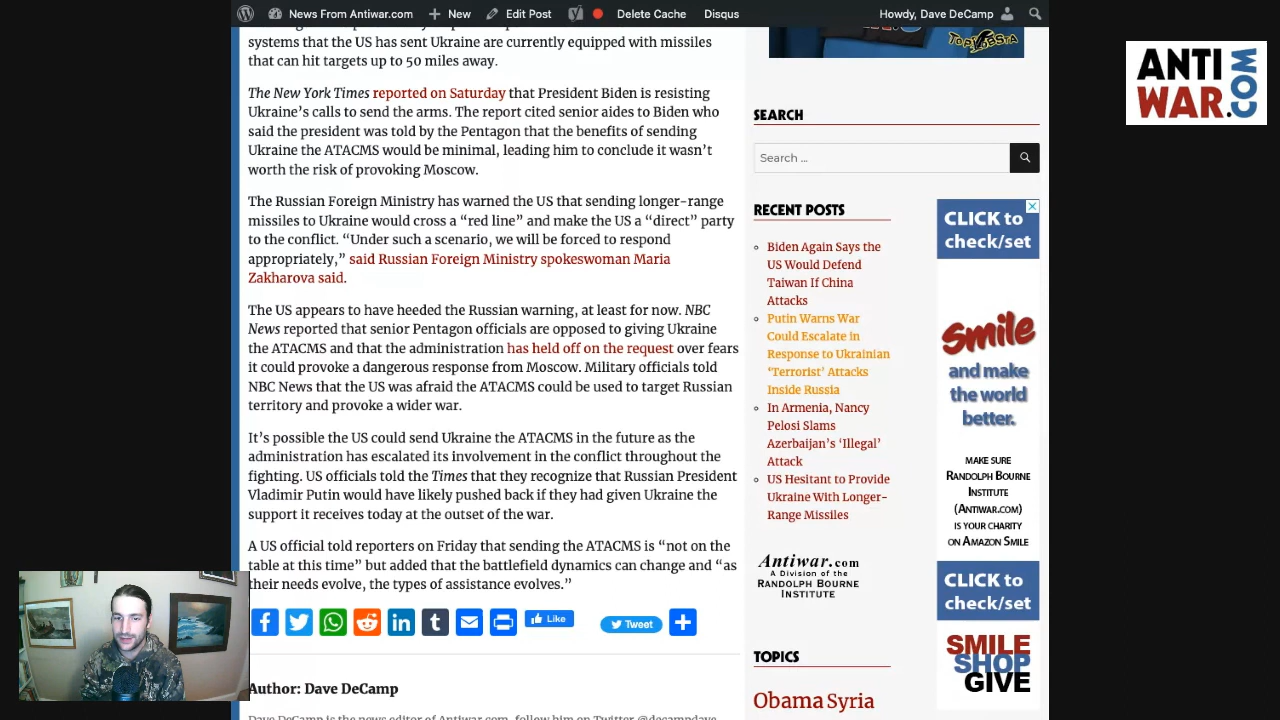 News From Antiwar.com
New
Edit Post
Delete Cache
Disqus
Howdy, Dave DeCamp
systems that the US has sent Ukraine are currently equipped with missiles
that can hit targets up to 50 miles away.
The New York Times reported on Saturday that President Biden is resisting
Ukraine’s calls to send the arms. The report cited senior aides to Biden who
said the president was told by the Pentagon that the benefits of sending
Ukraine the ATACMS would be minimal, leading him to conclude it wasn’t
worth the risk of provoking Moscow.
The Russian Foreign Ministry has warned the US that sending longer-range
missiles to Ukraine would cross a “red line” and make the US a “direct” party
to the conflict. “Under such a scenario, we will be forced to respond
appropriately,” said Russian Foreign Ministry spokeswoman Maria
Zakharova said.
The US appears to have heeded the Russian warning, at least for now. NBC
News reported that senior Pentagon officials are opposed to giving Ukraine
the ATACMS and that the administration has held off on the request over fears
it could provoke a dangerous response from Moscow. Military officials told
NBC News that the US was afraid the ATACMS could be used to target Russian
territory and provoke a wider war.
It’s possible the US could send Ukraine the ATACMS in the future as the
administration has escalated its involvement in the conflict throughout the
fighting. US officials told the Times that they recognize that Russian President
Vladimir Putin would have likely pushed back if they had given Ukraine the
support it receives today at the outset of the war.
A US official told reporters on Friday that sending the ATACMS is “not on the
table at this time” but added that the battlefield dynamics can change and “as
their needs evolve, the types of assistance evolves.”
Like
Tweet
Author: Dave DeCamp
Dave DeCamp is the news editor of Antiwar.com, follow him on Twitter @decampdave.
SEARCH
Search ...
RECENT POSTS
Biden Again Says the
US Would Defend
Taiwan If China
Attacks
Putin Warns War
Could Escalate in
Response to Ukrainian
‘Terrorist’ Attacks
Inside Russia
In Armenia, Nancy
Pelosi Slams
Azerbaijan’s ‘Illegal’
Attack
US Hesitant to Provide
Ukraine With Longer-
Range Missiles
Antiwar.com
A Division of the
RANDOLPH BOURNE
INSTITUTE
TOPICS
Obama Syria
CLICK to
check/set
Smile
and make
the world
better.
MAKE SURE
RANDOLPH BOURNE
INSTITUTE
(ANTIWAR.COM)
IS YOUR CHARITY
ON AMAZON SMILE
CLICK to
check/set
SMILE
SHOP
GIVE
ANTI
WAR.COM